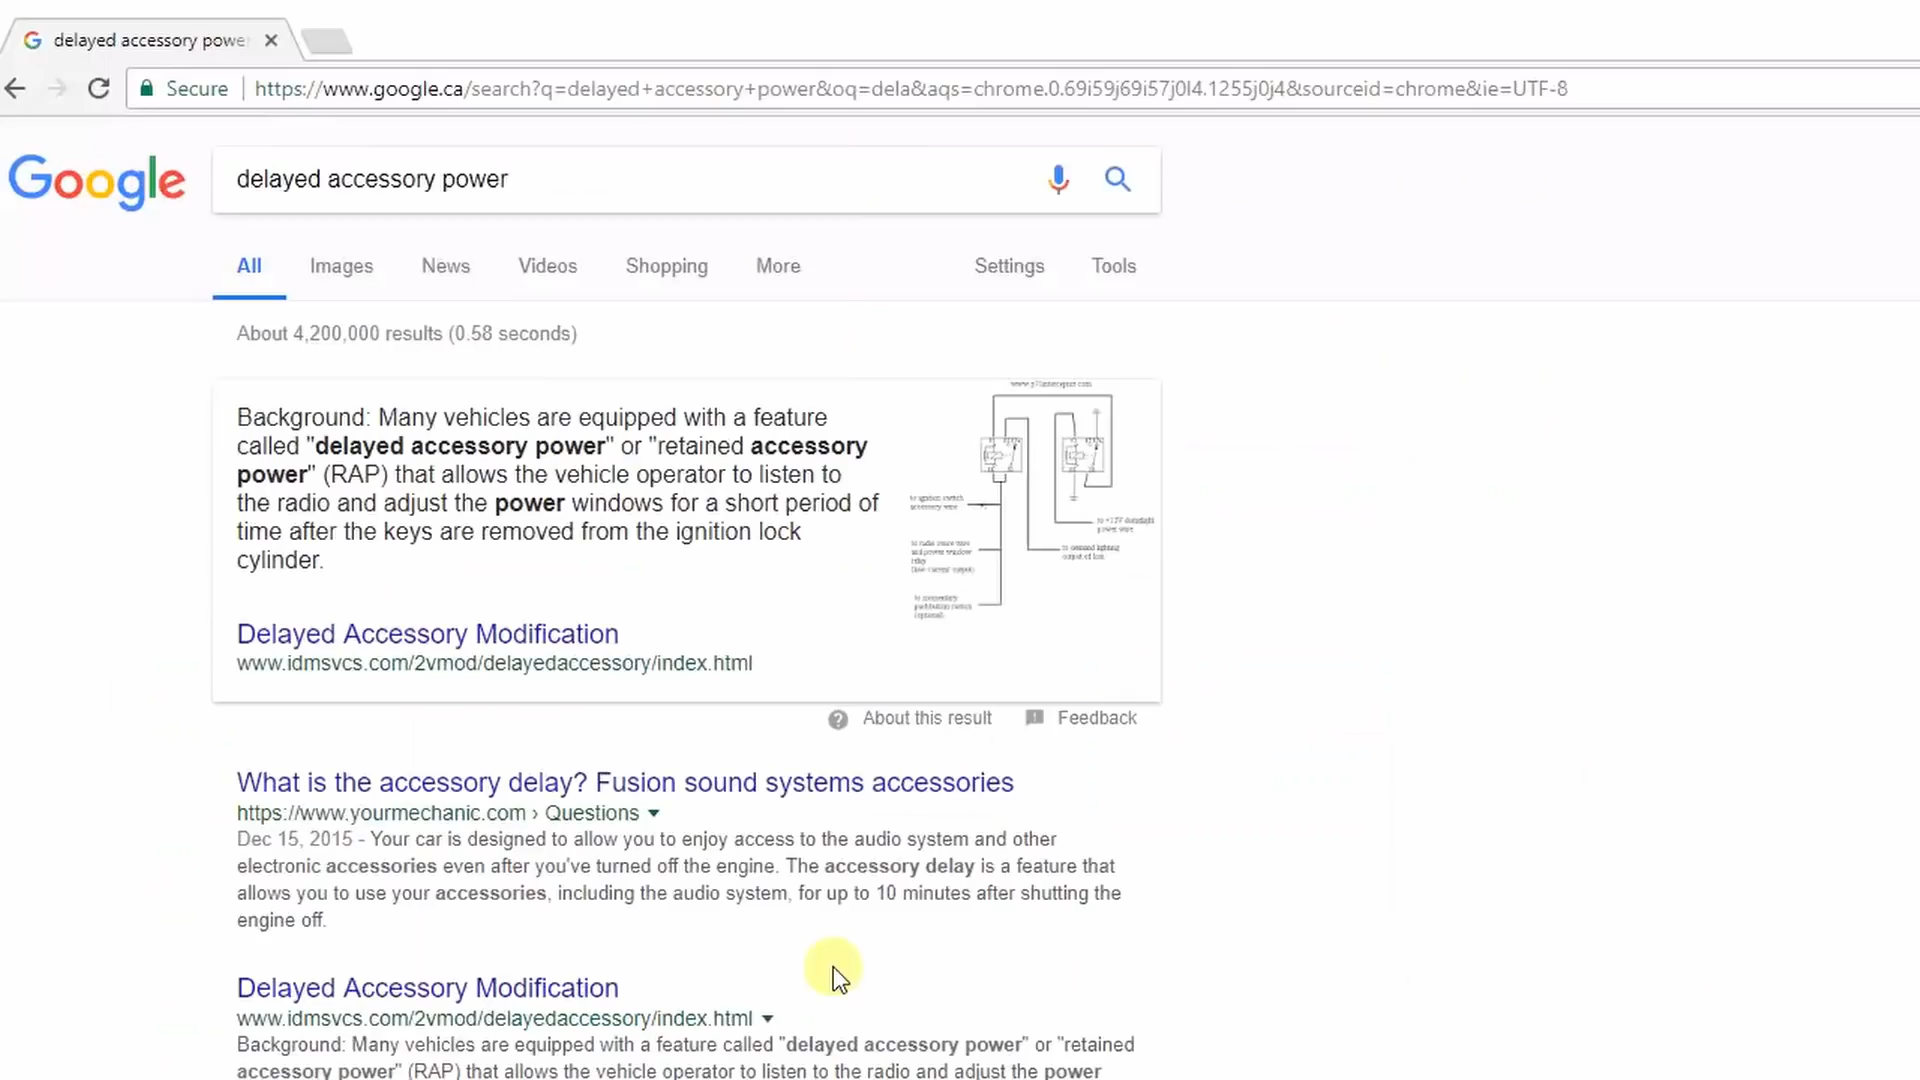 delayed accessory powe
Secure
https://www.google.ca/search?q=delayed+accessory+power&oq=dela&aqs=chrome.0.69i59j69i57j0l4.1255j0j4&sourceid=chrome&ie=UTF-8
Google
delayed accessory power
All Images News Videos Shopping More Settings Tools
About 4,200,000 results (0.58 seconds)
Background: Many vehicles are equipped with a feature
called "delayed accessory power" or "retained accessory
power" (RAP) that allows the vehicle operator to listen to
the radio and adjust the power windows for a short period of
time after the keys are removed from the ignition lock
cylinder.
to ignition switch
accessory wire
Delayed Accessory Modification
www.idmsvcs.com/2vmod/delayedaccessory/index.html
About this result Feedback
What is the accessory delay? Fusion sound systems accessories
https://www.yourmechanic.com › Questions
Dec 15, 2015 - Your car is designed to allow you to enjoy access to the audio system and other
electronic accessories even after you've turned off the engine. The accessory delay is a feature that
allows you to use your accessories, including the audio system, for up to 10 minutes after shutting the
engine off.
Delayed Accessory Modification
www.idmsvcs.com/2vmod/delayedaccessory/index.html
Background: Many vehicles are equipped with a feature called "delayed accessory power" or "retained
accessory power" (RAP) that allows the vehicle operator to listen to the radio and adjust the power